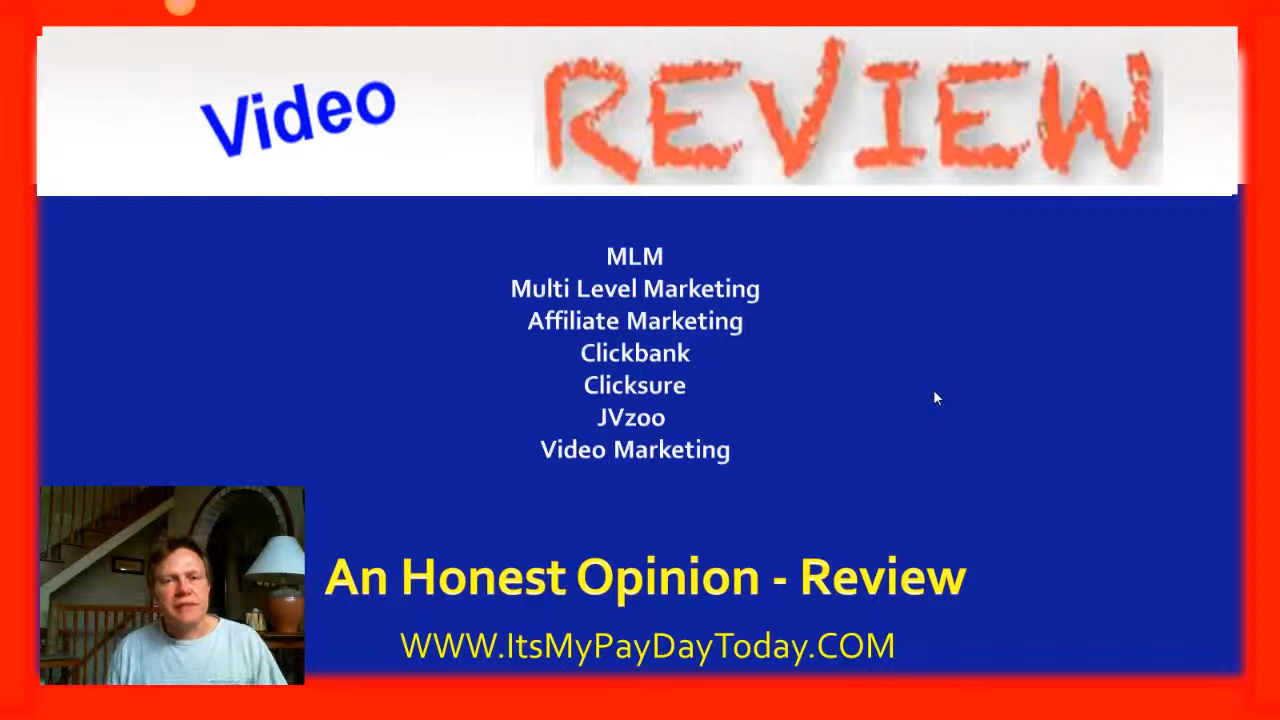 Video
REVIEW
MLM
Multi Level Marketing
Affiliate Marketing
Clickbank
Clicksure
JVzoo
Video Marketing
An Honest Opinion - Review
WWW.ItsMyPayDayToday.COM